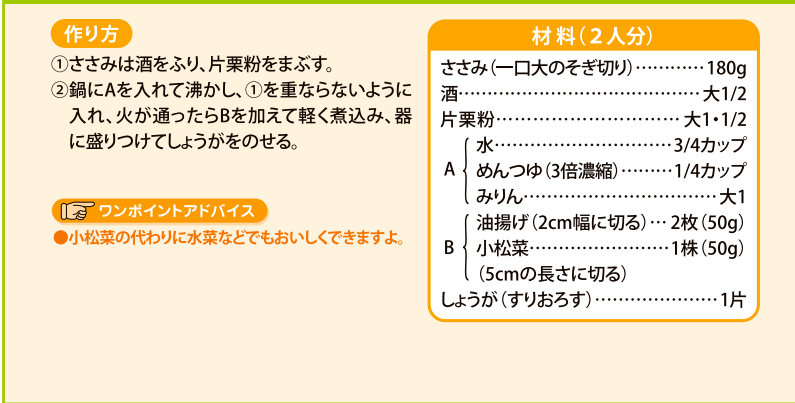 作り方
①ささみは酒をふり、片栗粉をまぶす。
②鍋にAを入れて沸かし、①を重ならないように
入れ、火が通ったらBを加えて軽く煮込み、器
に盛りつけてしょうがをのせる。
ワンポイントアドバイス
●小松菜の代わりに水菜などでもおいしくできますよ。
材料(2人分)
ささみ(一口大のそぎ切り)…………180g
酒……………………………………大1/2
片栗粉…………………………大1・1/2
A
水…………………………3/4カップ
めんつゆ(3倍濃縮)………1/4カップ
みりん……………………………大1
B
油揚げ(2cm幅に切る)…2枚(50g)
小松菜……………………1株(50g)
(5cmの長さに切る)
しょうが(すりおろす)…………………1片